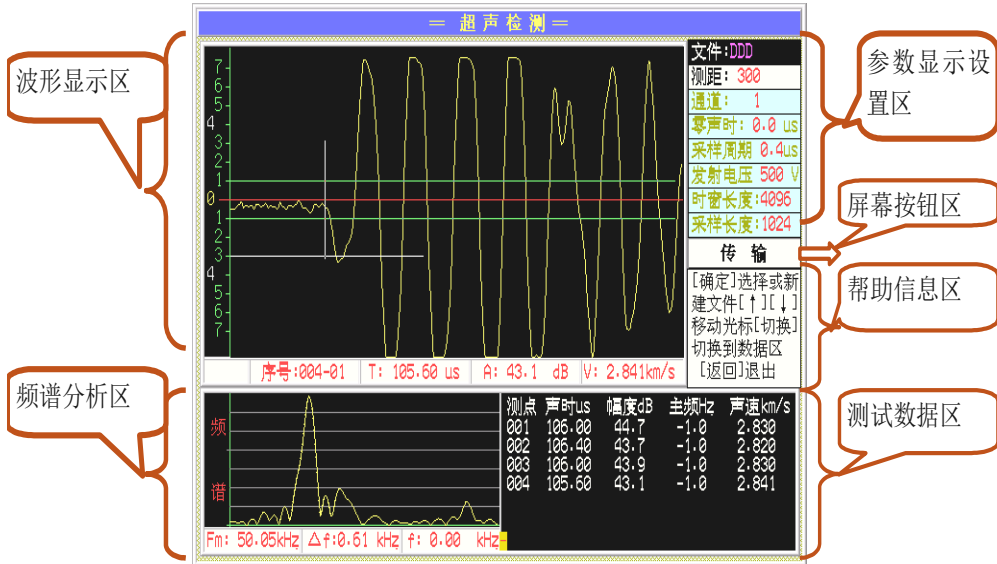 = 超声检测 =
波形显示区
7
6
5
4
3
2
1
0
1
2
3
4
5
6
7
文件:DDD
测距: 300
通道: 1
零声时: 0.0 us
采样周期 0.4us
发射电压 500 V
时窗长度:4096
采样长度:1024
传 输
[确定]选择或新
建文件[↑][↓]
移动光标[切换]
切换到数据区
[返回]退出
参数显示设
置区
屏幕按钮区
帮助信息区
序号:004-01 T: 105.60 us A: 43.1 dB V: 2.841km/s
频谱分析区
频
谱
Fm: 50.05kHz △f:0.61 kHz f: 0.00 kHz
测点 声时us 幅度dB 主频Hz 声速km/s
001 106.00 44.7 -1.0 2.830
002 106.40 43.7 -1.0 2.820
003 106.00 43.9 -1.0 2.830
004 105.60 43.1 -1.0 2.841
测试数据区